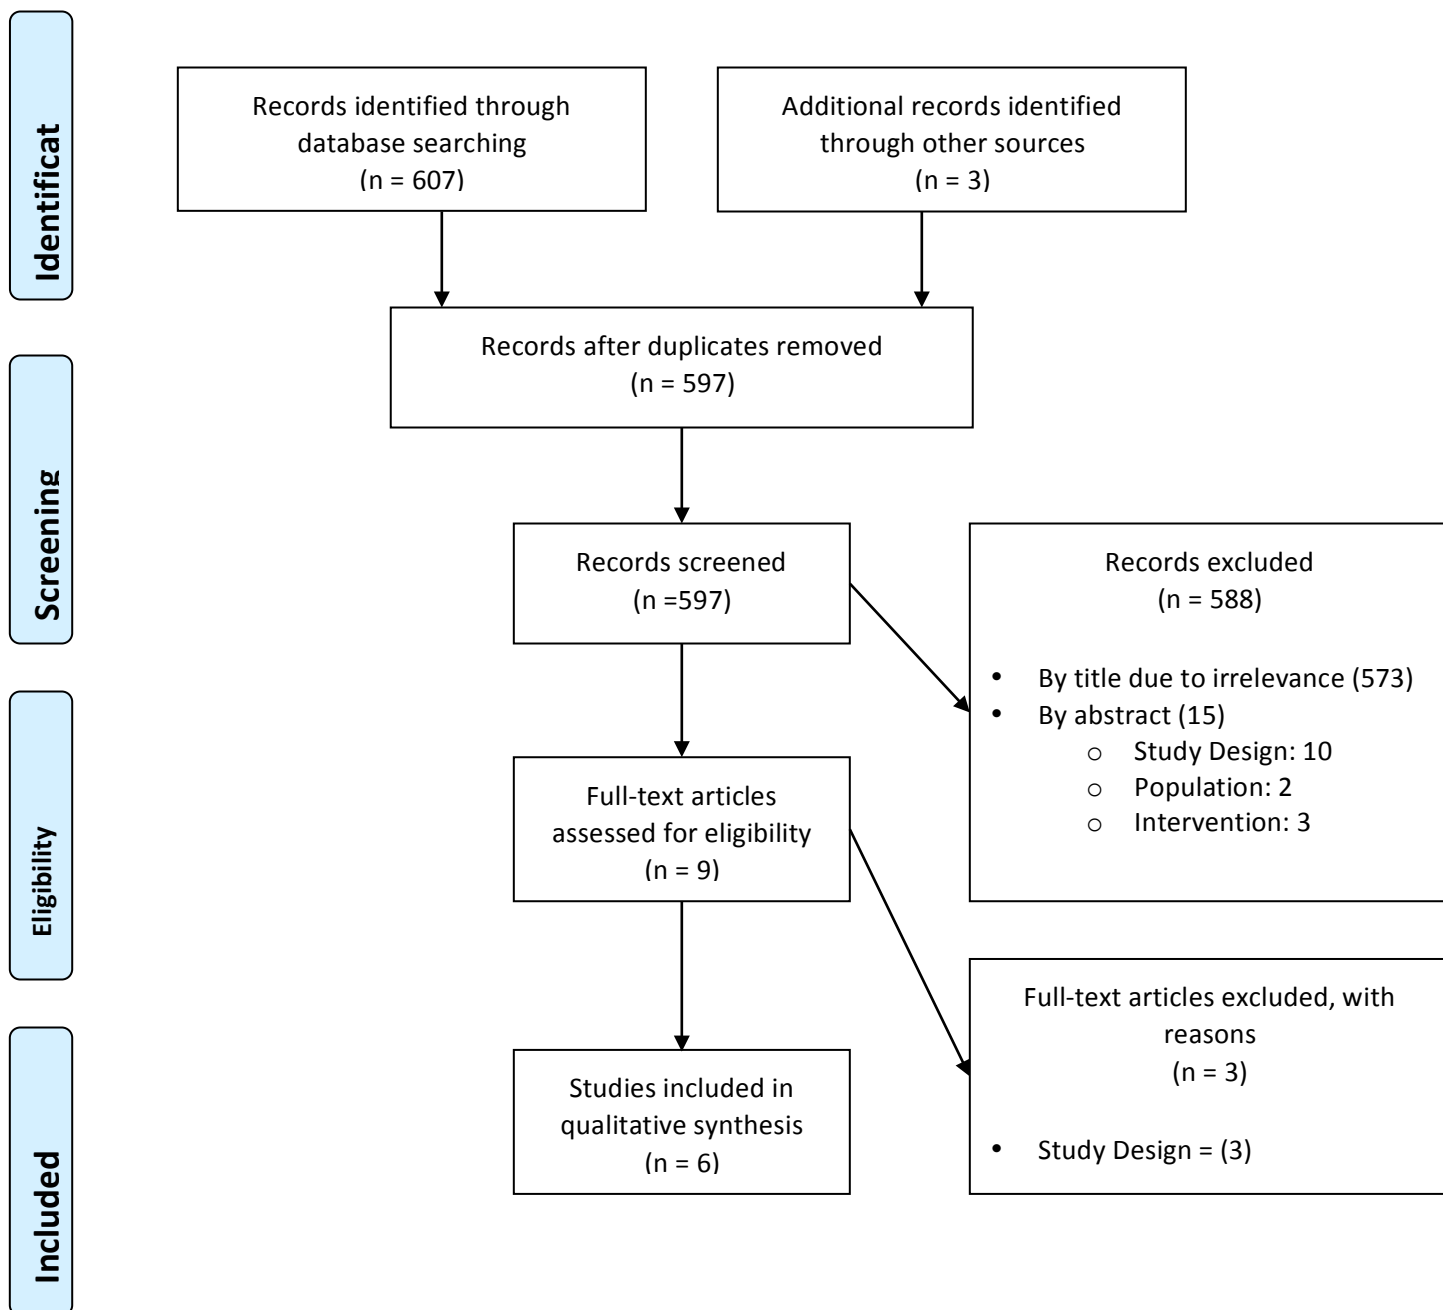 Identificat
Records identified through
database searching
(n = 607)
Additional records identified
through other sources
(n = 3)
Records after duplicates removed
(n = 597)
Screening
Records screened
(n =597)
Records excluded
(n = 588)
• By title due to irrelevance (573)
• By abstract (15)
o Study Design: 10
o Population: 2
o Intervention: 3
Eligibility
Full-text articles
assessed for eligibility
(n = 9)
Full-text articles excluded, with
reasons
(n = 3)
• Study Design = (3)
Included
Studies included in
qualitative synthesis
(n = 6)